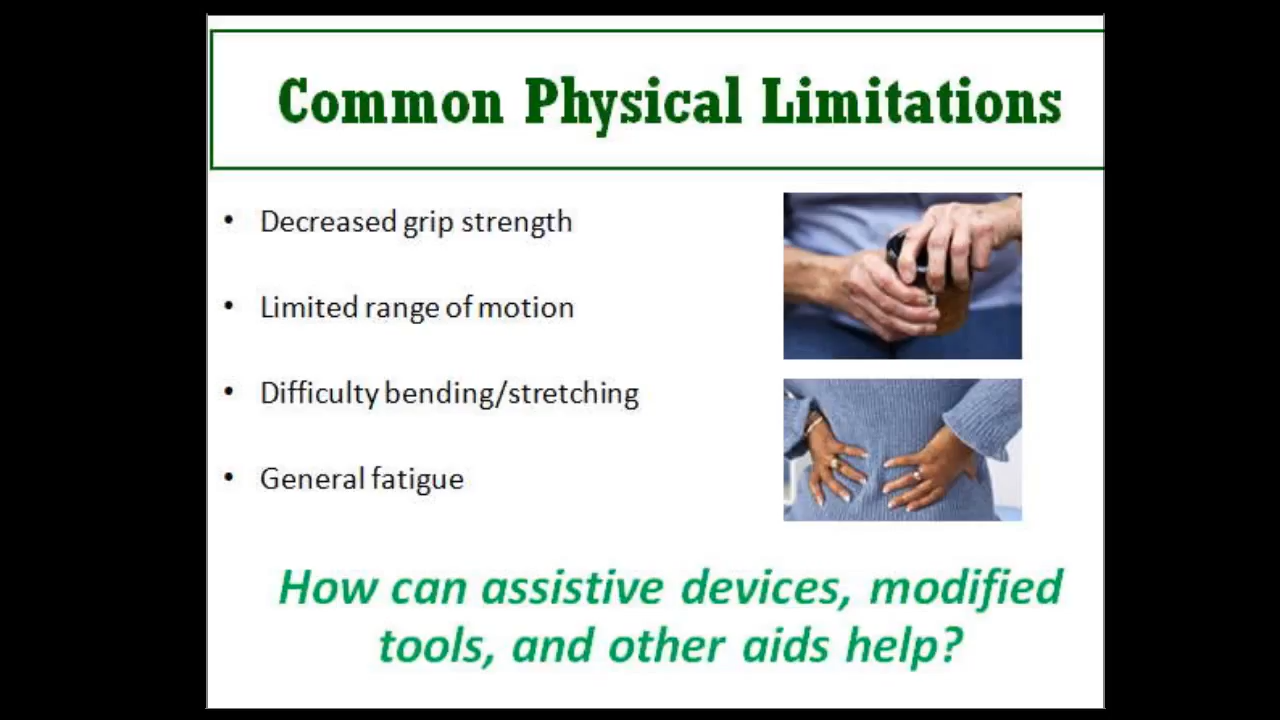 Common Physical Limitations
• Decreased grip strength
• Limited range of motion
• Difficulty bending/stretching
• General fatigue
How can assistive devices, modified
tools, and other aids help?